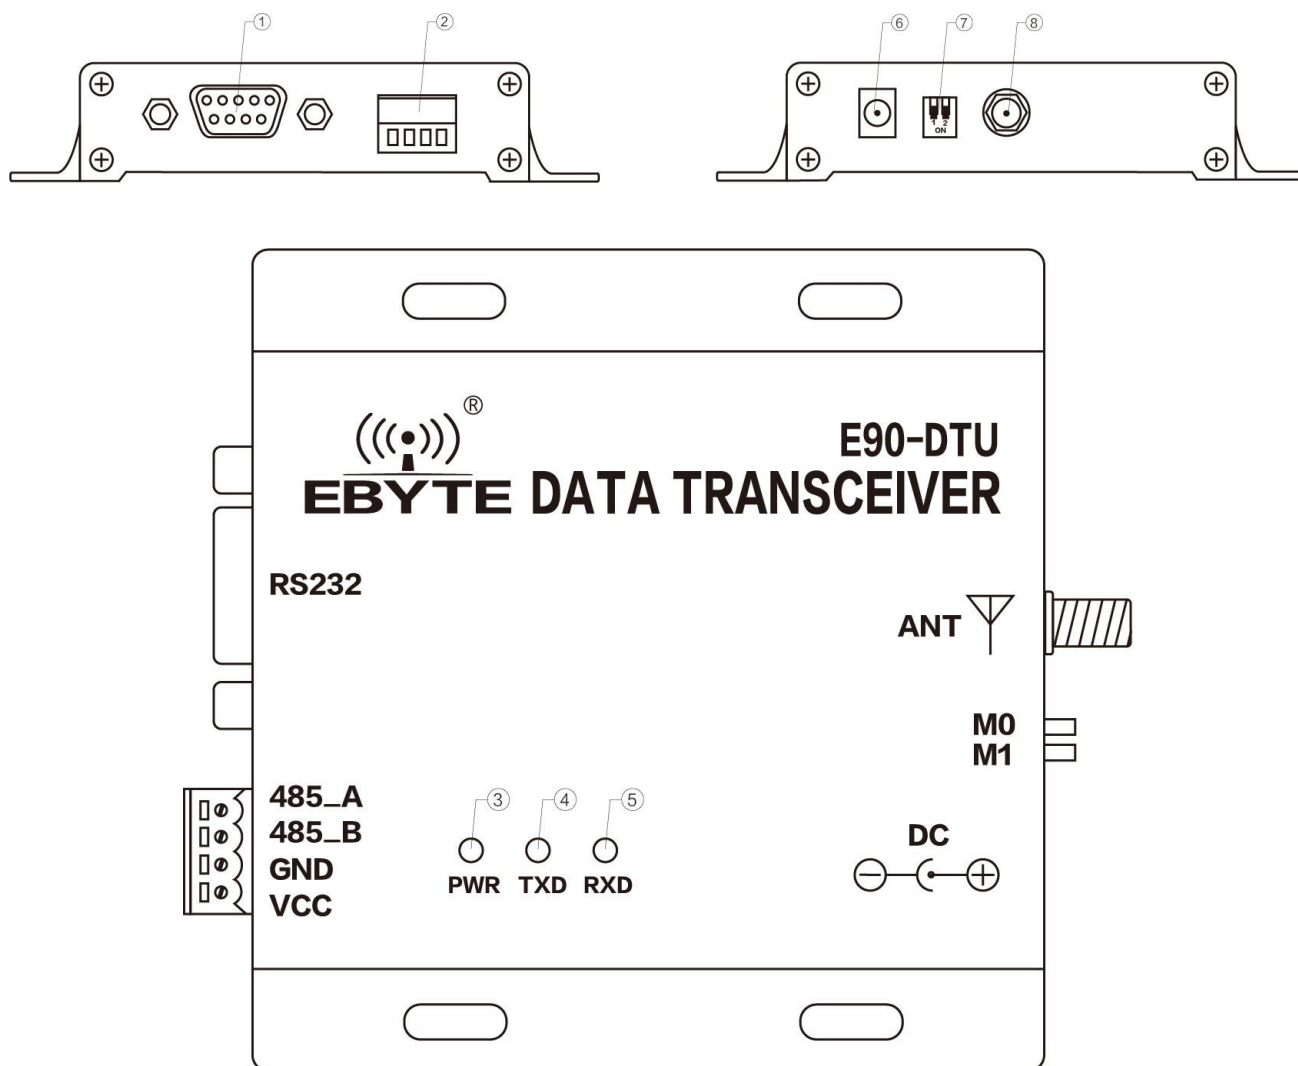 ① ② ⑥ ⑦ ⑧
1 2
ON
®
EBYTE
E90-DTU
DATA TRANSCEIVER
RS232
ANT
M0
M1
485_A
485_B
GND
VCC
③ ④ ⑤
PWR TXD RXD
DC